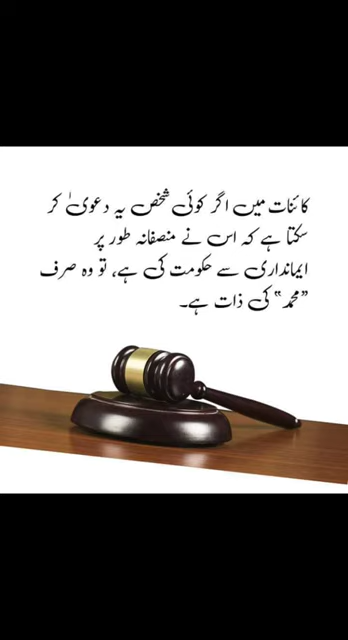 کائنات میں اگر کوئی شخص یہ دعویٰ کر
سکتا ہے کہ اس نے منصفانہ طور پر
ایمانداری سے حکومت کی ہے، تو وہ صرف
”محمد“ کی ذات ہے۔